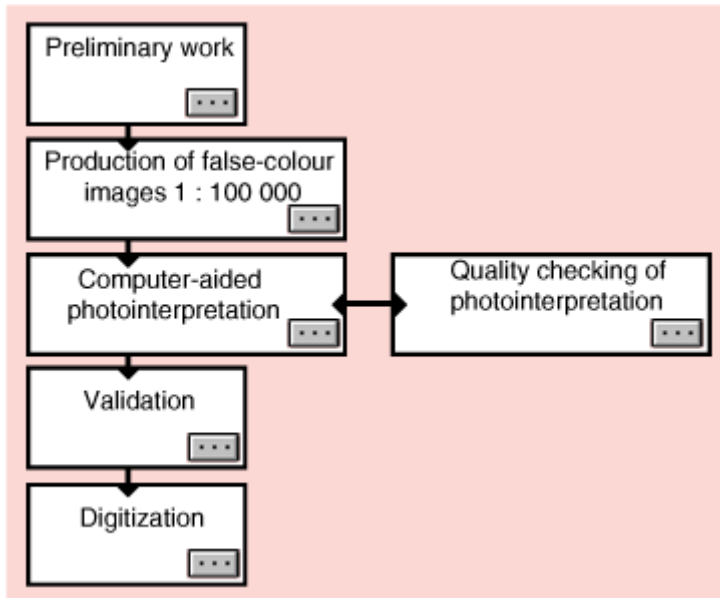 Preliminary work
...
Production of false-colour
images 1 : 100 000
...
Computer-aided
photointerpretation
...
Quality checking of
photointerpretation
...
Validation
...
Digitization
...